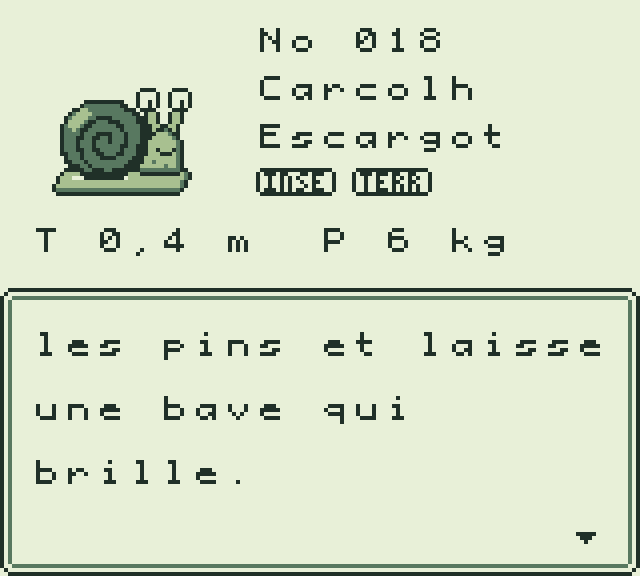 No 018
Carcolh
Escargot
INSE TERR
T 0,4 m P 6 kg
les pins et laisse
une bave qui
brille.